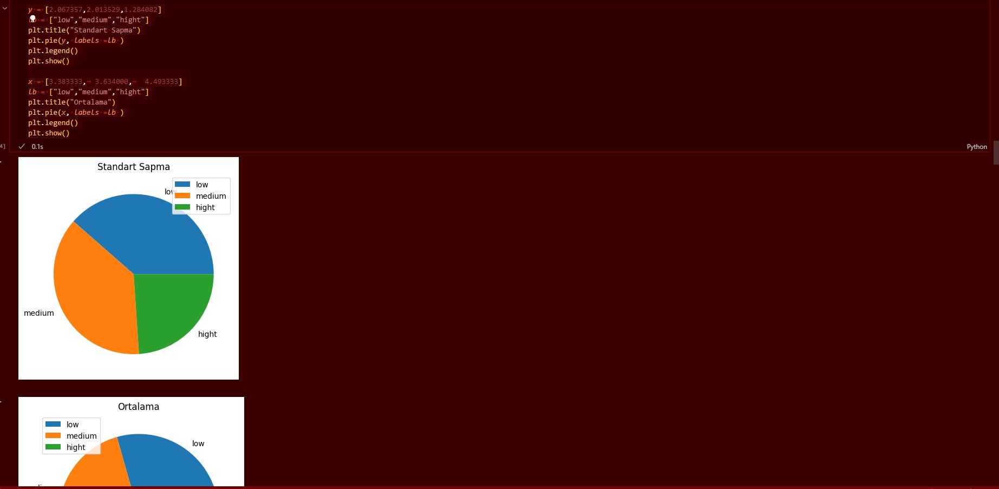 y = [2.067357,2.013529,1.284082]
= ["low","medium","hight"]
plt.title("Standart Sapma")
plt.pie(y, labels =lb )
plt.legend()
plt.show()
x = [3.383333, 3.634000, 4.493333]
lb = ["low","medium","hight"]
plt.title("Ortalama")
plt.pie(x, labels =lb )
plt.legend()
plt.show()
4]
0.1s
Python
Standart Sapma
low
low
medium
hight
medium
hight
Ortalama
low
medium
hight
low